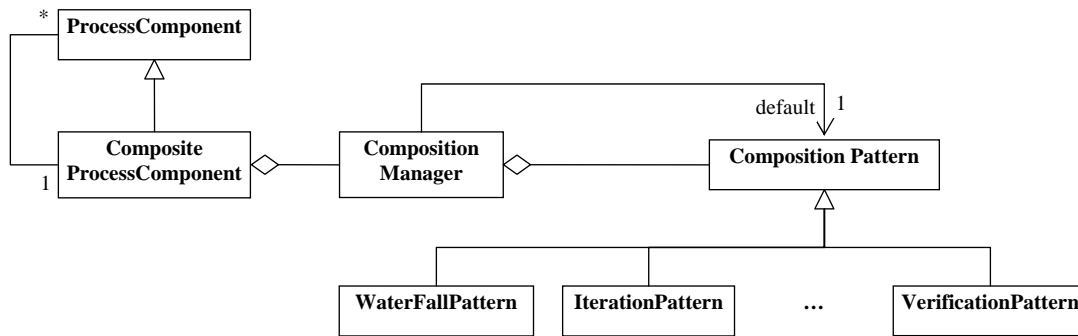 *
ProcessComponent
default
1
Composite
ProcessComponent
1
Composition
Manager
Composition Pattern
WaterFallPattern
IterationPattern
...
VerificationPattern